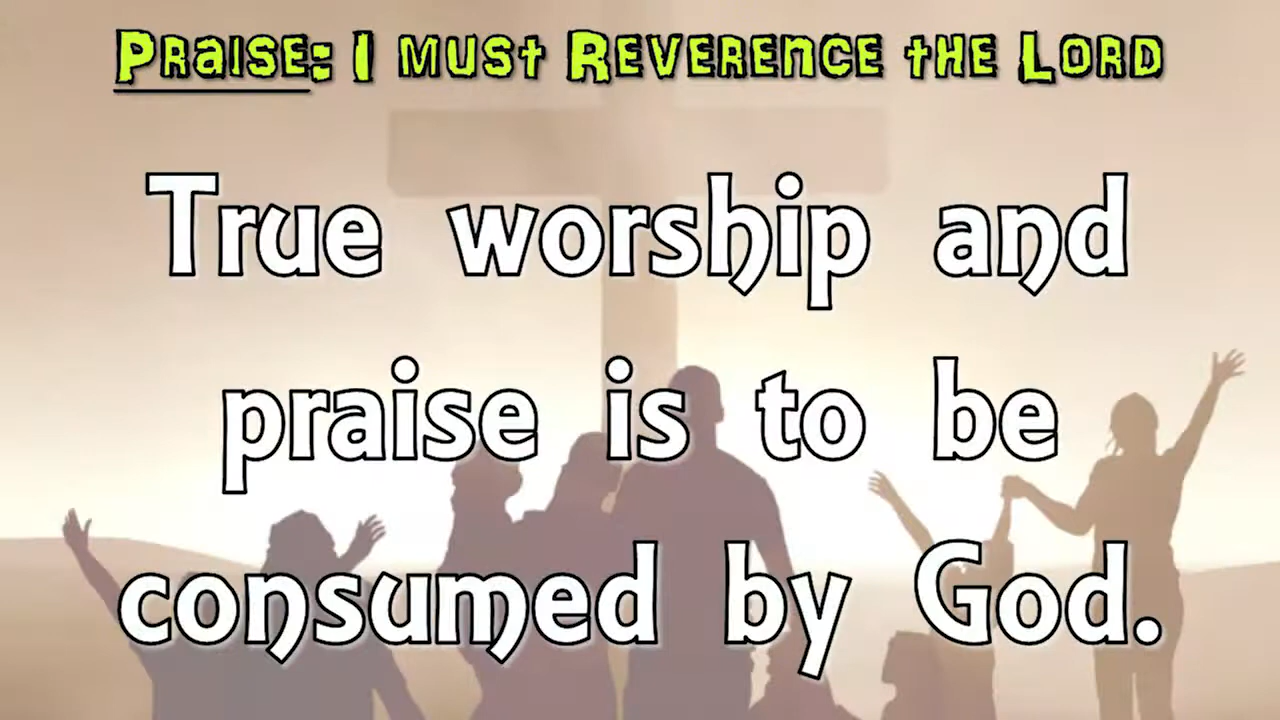 Praise: I must Reverence the Lord
True worship and
praise is to be
consumed by God.